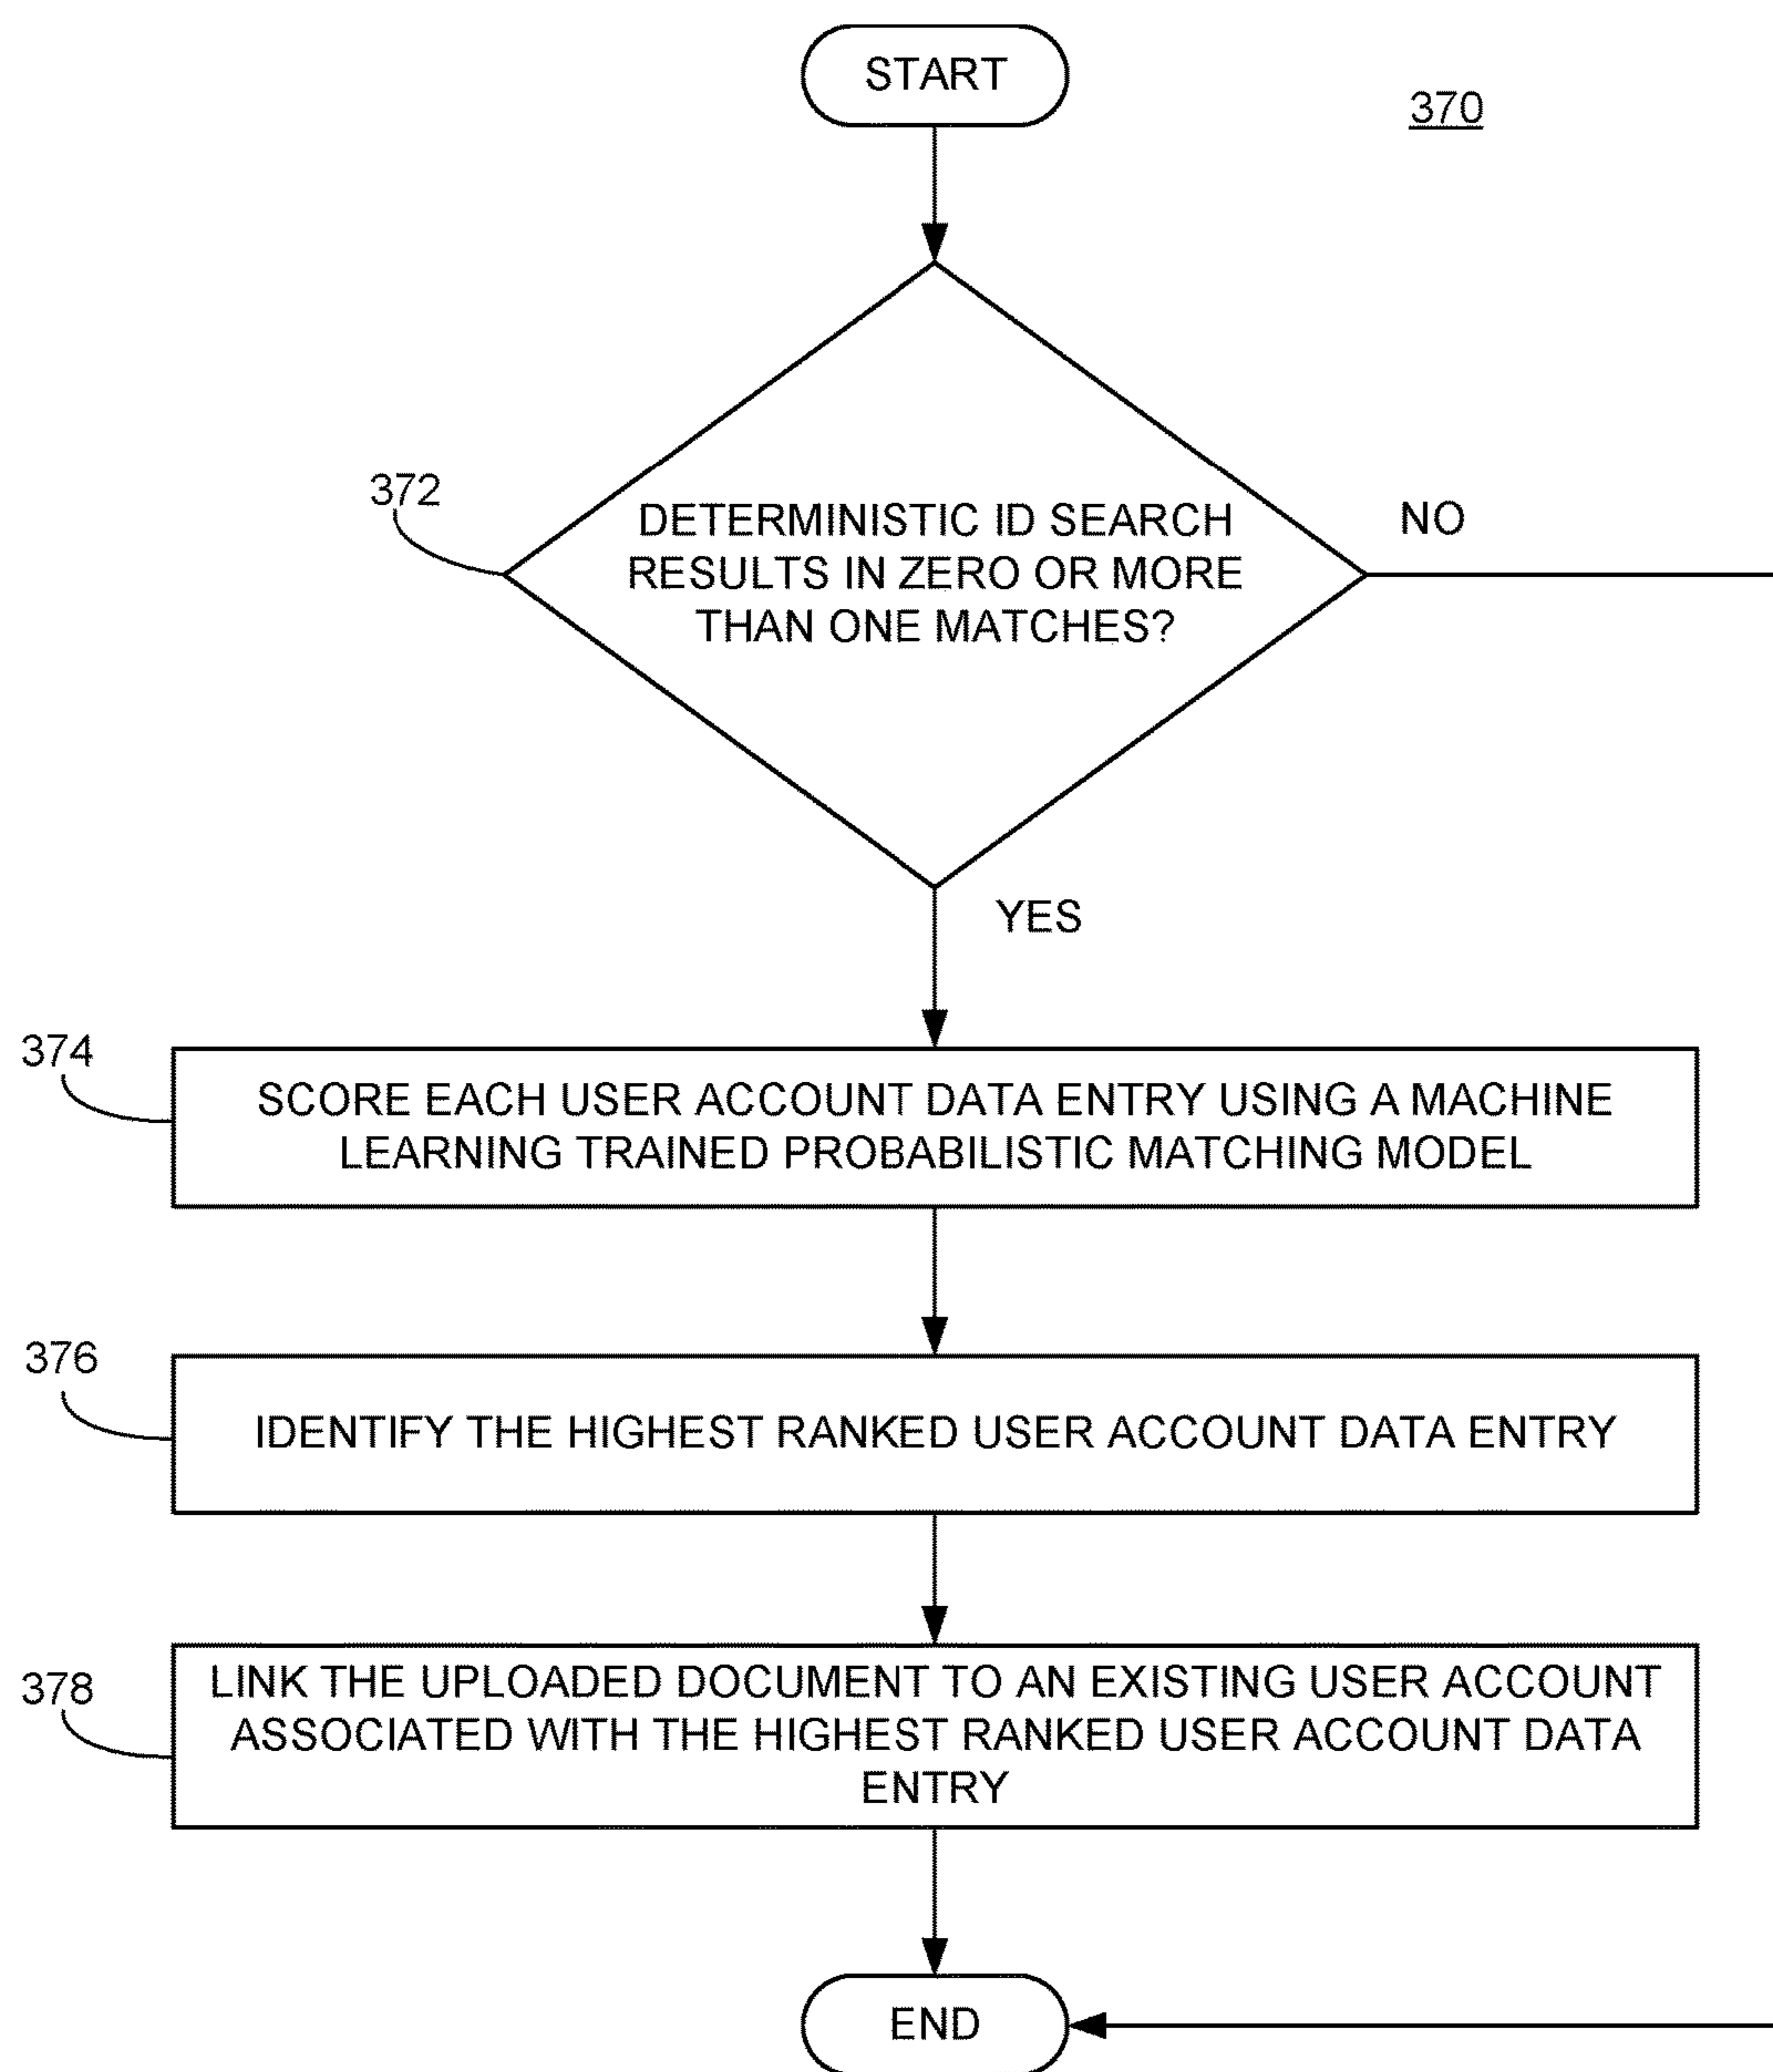 START
370
372
DETERMINISTIC ID SEARCH
RESULTS IN ZERO OR MORE
THAN ONE MATCHES?
NO
YES
374
SCORE EACH USER ACCOUNT DATA ENTRY USING A MACHINE
LEARNING TRAINED PROBABILISTIC MATCHING MODEL
376
IDENTIFY THE HIGHEST RANKED USER ACCOUNT DATA ENTRY
378
LINK THE UPLOADED DOCUMENT TO AN EXISTING USER ACCOUNT
ASSOCIATED WITH THE HIGHEST RANKED USER ACCOUNT DATA
ENTRY
END